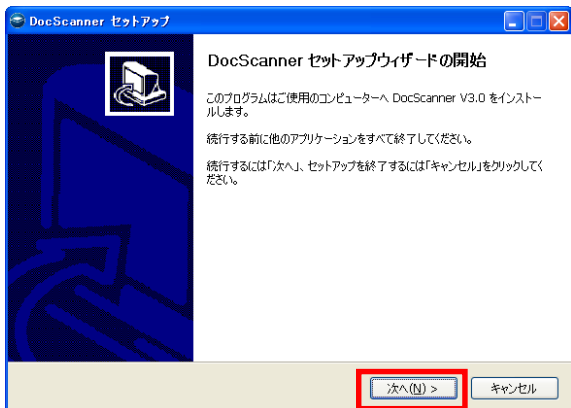 DocScanner セットアップ
DocScanner セットアップウィザードの開始
このプログラムはご使用のコンピューターへ DocScanner V3.0 をインストー
ルします。
続行する前に他のアプリケーションをすべて終了してください。
続行するには「次へ」、セットアップを終了するには「キャンセル」をクリックしてく
ださい。
次へ(N) >
キャンセル